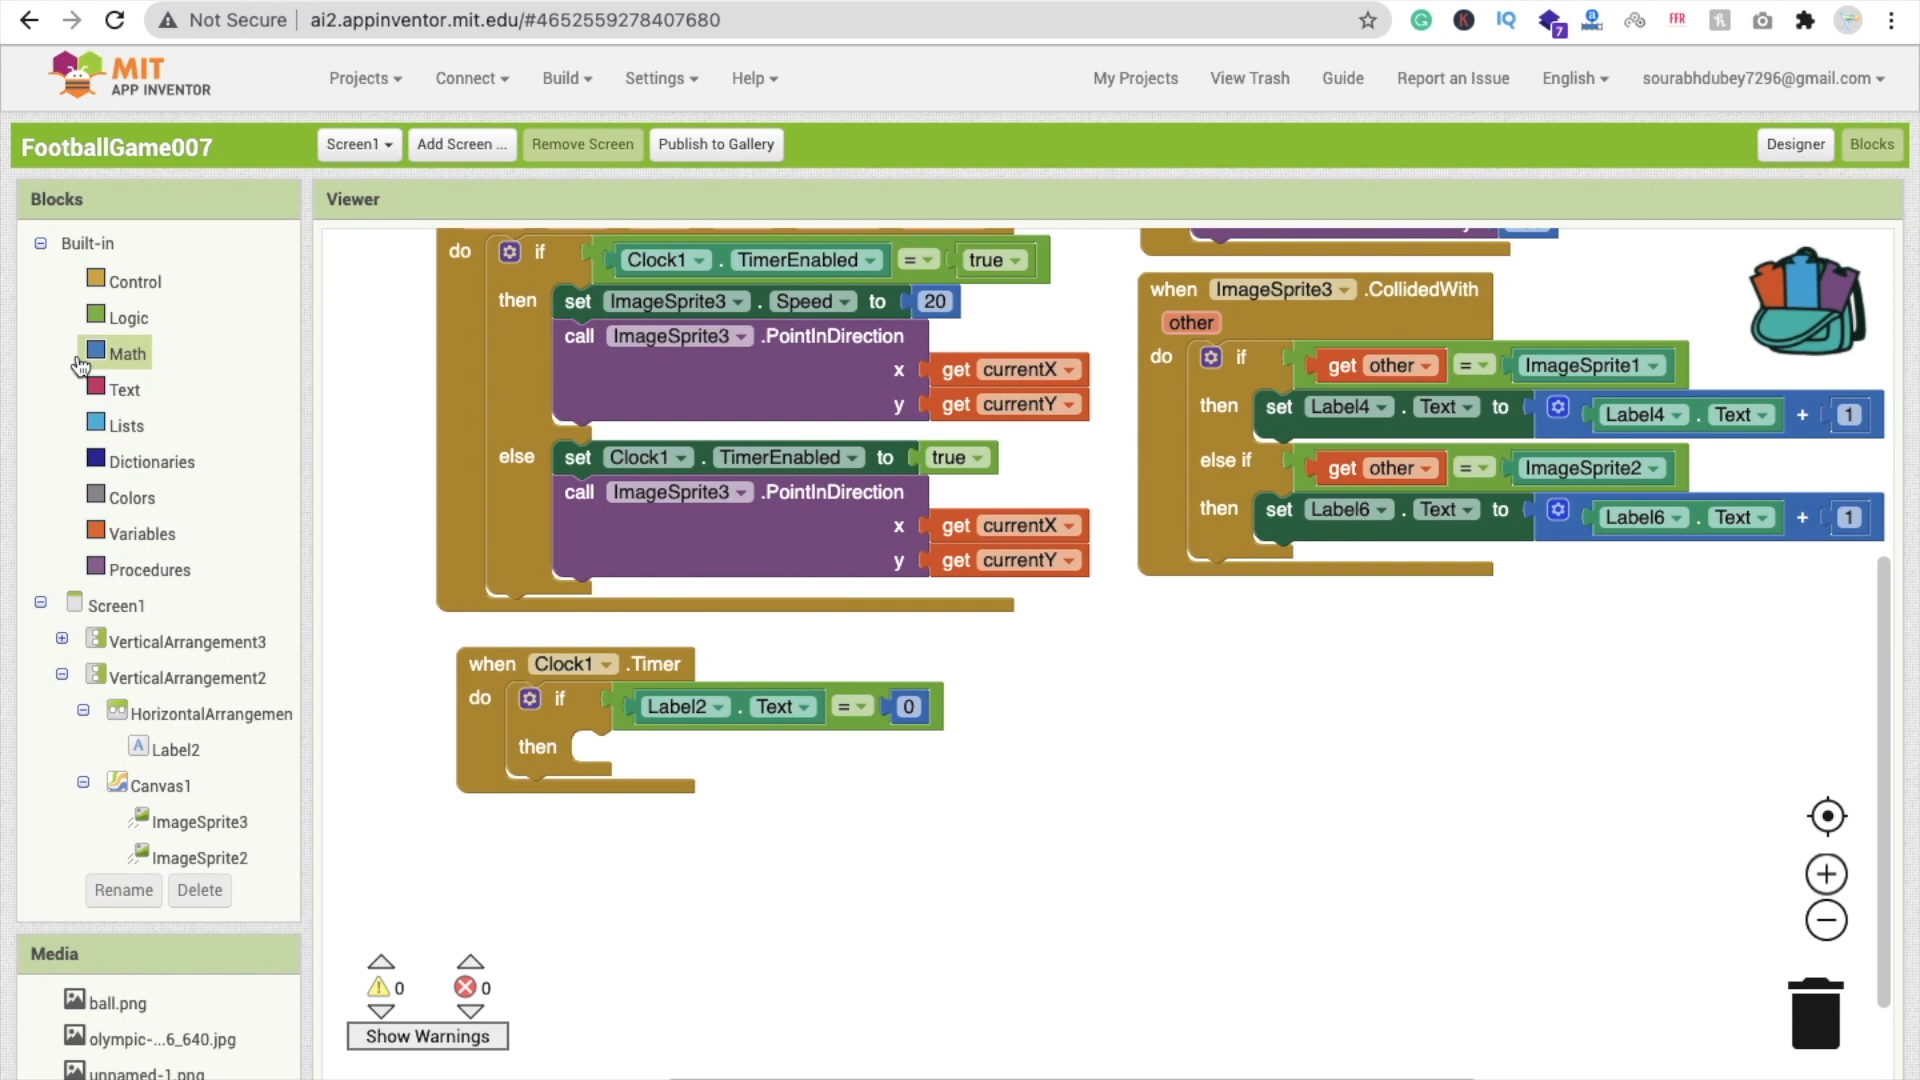 Not Secure
ai2.appinventor.mit.edu/#4652559278407680
K
IQ
7
a
FFR
MIT
APP INVENTOR
Projects
Connect
Build
Settings
Help
My Projects
View Trash
Guide
Report an Issue
English
sourabhdubey7296@gmail.com
FootballGame007
Screen1
Add Screen ...
Remove Screen
Publish to Gallery
Designer
Blocks
Blocks
Built-in
Control
Logic
Math
Text
Lists
Dictionaries
Colors
Variables
Procedures
Screen1
VerticalArrangement3
VerticalArrangement2
HorizontalArrangemen
A Label2
Canvas1
ImageSprite3
ImageSprite2
Rename
Delete
Media
ball.png
olympic-...6_640.jpg
unnamed-1.png
Viewer
do if Clock1 . TimerEnabled = true
then set ImageSprite3 . Speed to 20
call ImageSprite3 .PointInDirection
x get currentX
y get currentY
else set Clock1 . TimerEnabled to true
call ImageSprite3 .PointInDirection
x get currentX
y get currentY
when Clock1 .Timer
do if Label2 . Text = 0
then
when ImageSprite3 .CollidedWith
other
do if get other = ImageSprite1
then set Label4 . Text to Label4 . Text + 1
else if get other = ImageSprite2
then set Label6 . Text to Label6 . Text + 1
0
0
Show Warnings